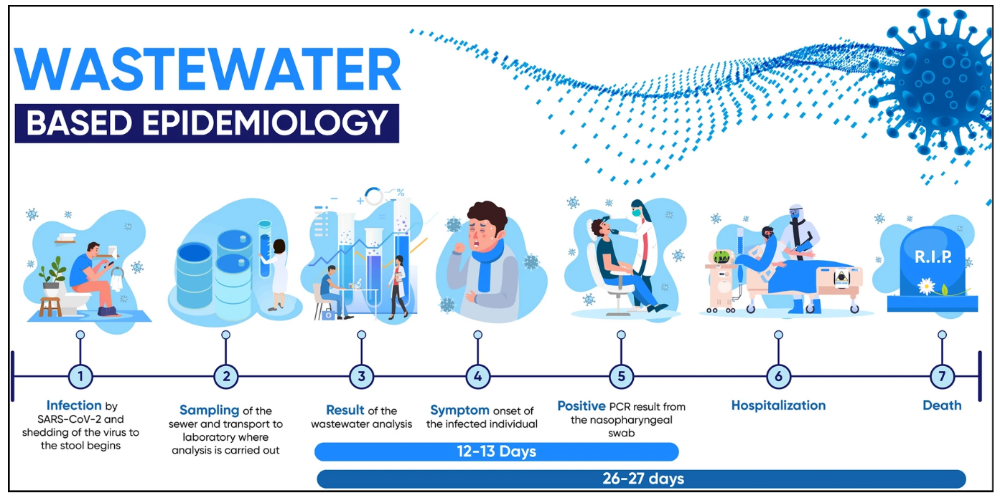 WASTEWATER
BASED EPIDEMIOLOGY
%
R.I.P.
1
2
3
4
5
6
7
Infection by
SARS-CoV-2 and
shedding of the virus to
the stool begins
Sampling of the
sewer and transport to
laboratory where
analysis is carried out
Result of the
wastewater analysis
Symptom onset of
the infected individual
Positive PCR result from
the nasopharyngeal
swab
Hospitalization
Death
12-13 Days
26-27 days